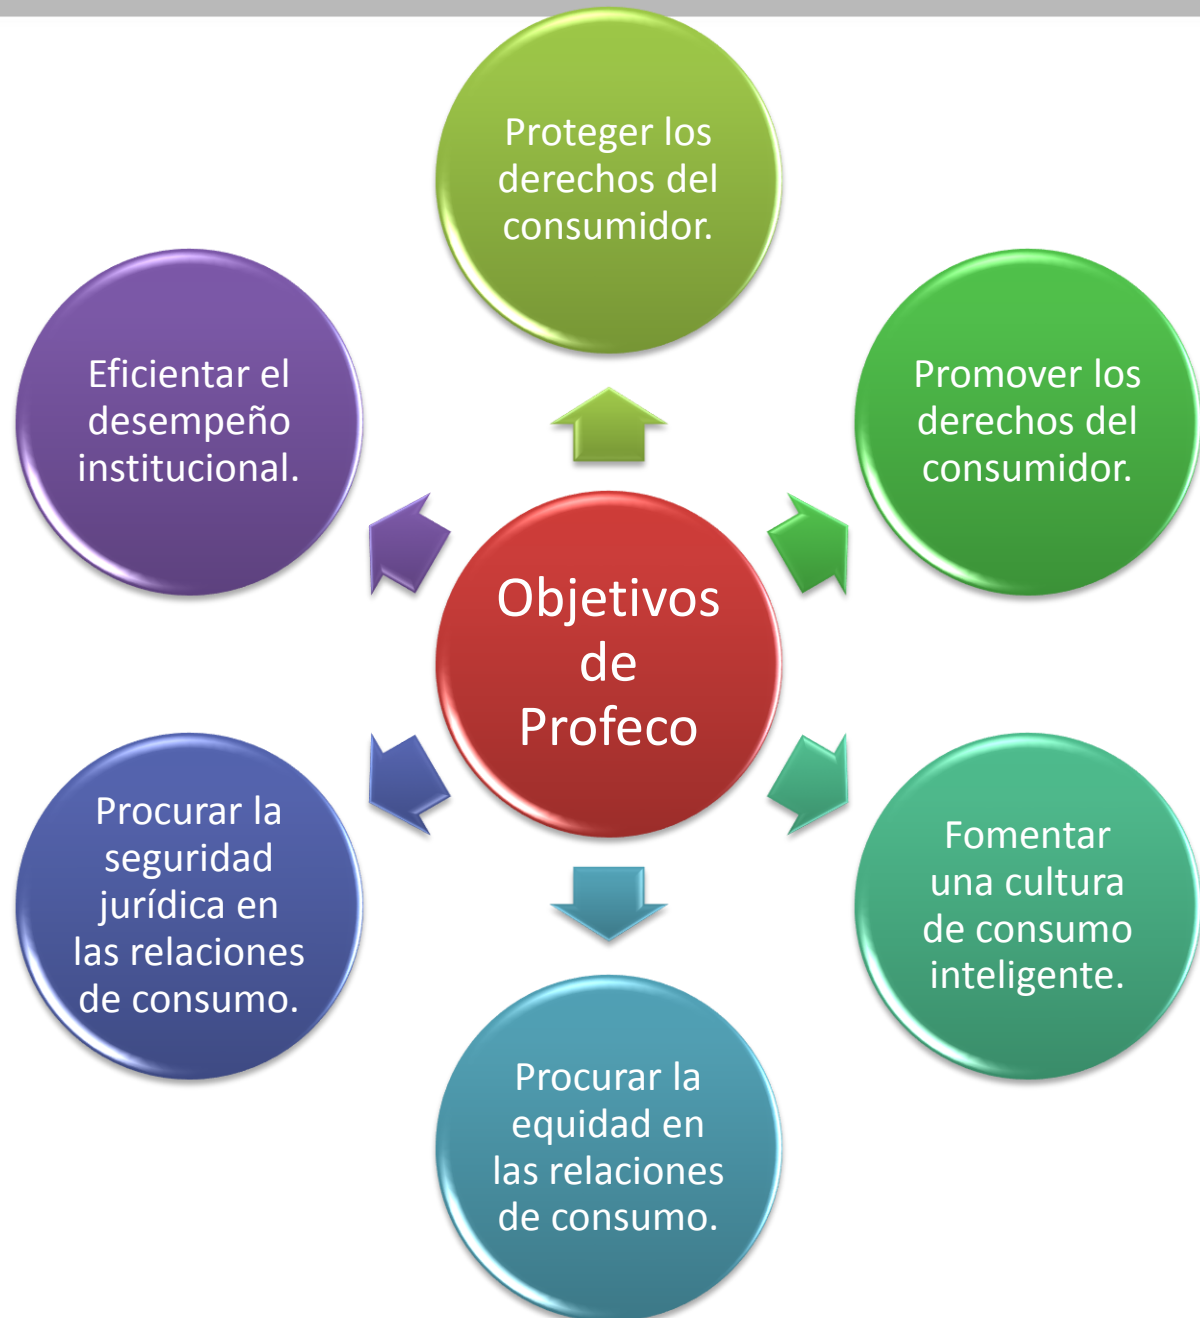 Proteger los
derechos del
consumidor.
Promover los
derechos del
consumidor.
Fomentar
una cultura
de consumo
inteligente.
Procurar la
equidad en
las relaciones
de consumo.
Procurar la
seguridad
jurídica en
las relaciones
de consumo.
Eficientar el
desempeño
institucional.
Objetivos
de
Profeco